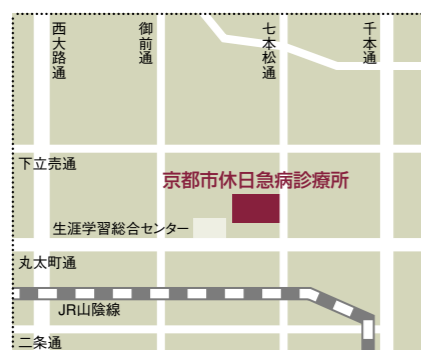 西大路通
御前通
七本松通
千本通
下立売通
京都市休日急病診療所
生涯学習総合センター
丸太町通
JR山陰線
二条通